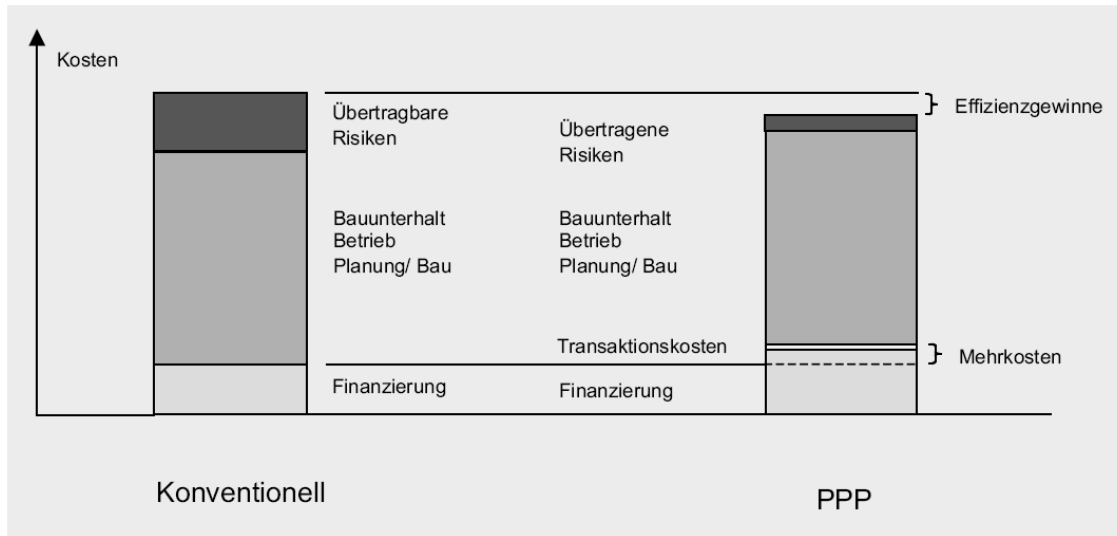 Kosten
Übertragbare
Risiken
Übertragene
Risiken
Effizienzgewinne
Bauunterhalt
Betrieb
Planung/ Bau
Bauunterhalt
Betrieb
Planung/ Bau
Transaktionskosten
Mehrkosten
Finanzierung
Finanzierung
Konventionell
PPP